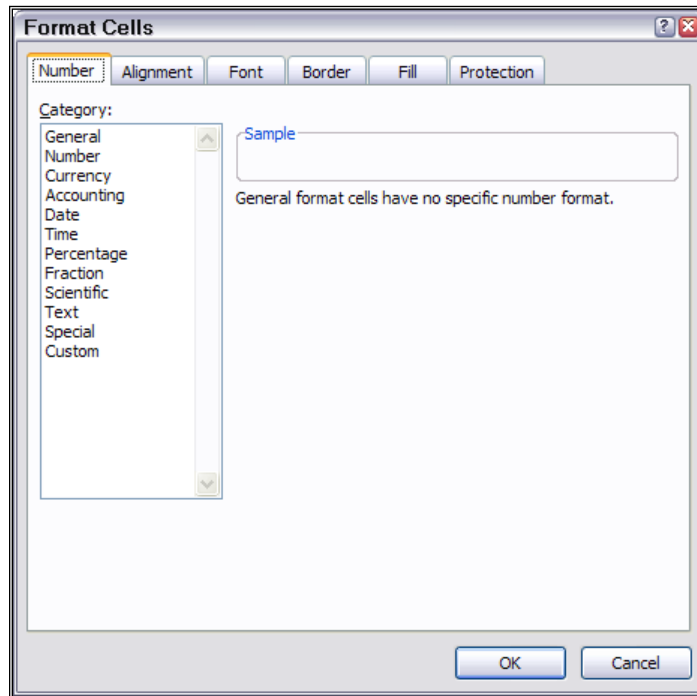 Format Cells
?
Number Alignment Font Border Fill Protection
Category:
General
Number
Currency
Accounting
Date
Time
Percentage
Fraction
Scientific
Text
Special
Custom
Sample
General format cells have no specific number format.
OK Cancel